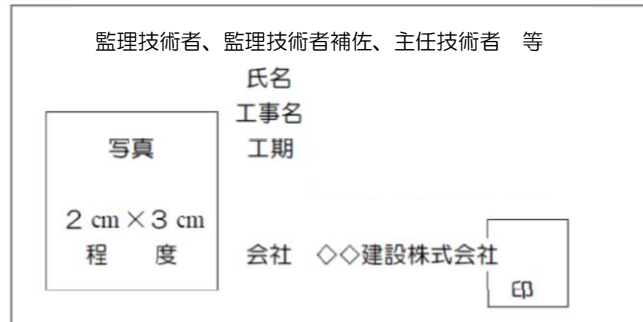 監理技術者、監理技術者補佐、主任技術者　等
氏名
工事名
工期
写真
２ cm ×３ cm
程　　度
会社　◇◇建設株式会社
印